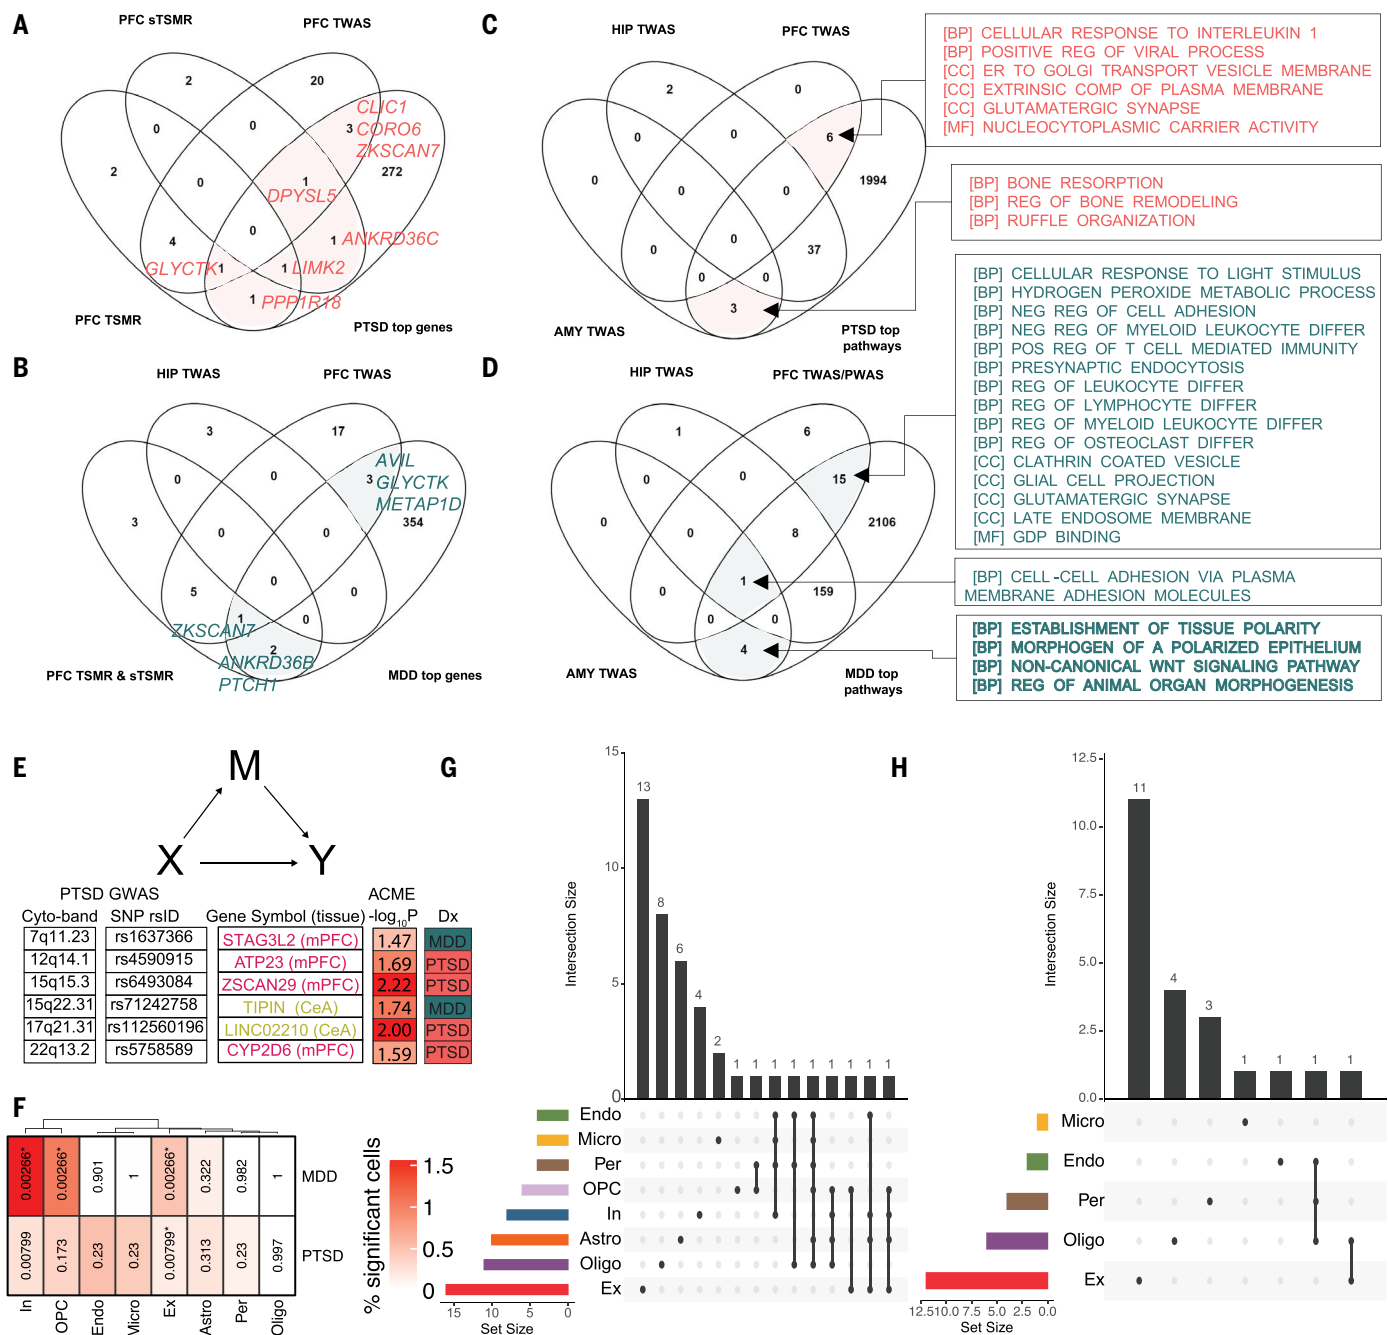 A
PFC sTSMR
PFC TWAS
2
20
CLIC1
0
0
3
CORO6
ZKSCAN7
2
0
1
272
DPYSL5
4
0
1
ANKRD36C
GLYCTK
1
1
LIMK2
1
PPP1R18
PFC TSMR
PTSD top genes
B
HIP TWAS
PFC TWAS
3
17
AVIL
0
0
3
GLYCTK
METAP1D
3
0
0
354
5
0
0
1
0
ZKSCAN7
2
ANKRD36B
PTCH1
PFC TSMR & sTSMR
MDD top genes
C
HIP TWAS
PFC TWAS
2
0
0
0
6
0
0
0
1994
0
0
37
0
0
3
AMY TWAS
PTSD top
pathways
[BP] CELLULAR RESPONSE TO INTERLEUKIN 1
[BP] POSITIVE REG OF VIRAL PROCESS
[CC] ER TO GOLGI TRANSPORT VESICLE MEMBRANE
[CC] EXTRINSIC COMP OF PLASMA MEMBRANE
[CC] GLUTAMATERGIC SYNAPSE
[MF] NUCLEOCYTOPLASMIC CARRIER ACTIVITY
[BP] BONE RESORPTION
[BP] REG OF BONE REMODELING
[BP] RUFFLE ORGANIZATION
D
HIP TWAS
PFC TWAS/PWAS
1
6
0
0
15
0
0
8
2106
0
1
159
0
0
4
AMY TWAS
MDD top
pathways
[BP] CELLULAR RESPONSE TO LIGHT STIMULUS
[BP] HYDROGEN PEROXIDE METABOLIC PROCESS
[BP] NEG REG OF CELL ADHESION
[BP] NEG REG OF MYELOID LEUKOCYTE DIFFER
[BP] POS REG OF T CELL MEDIATED IMMUNITY
[BP] PRESYNAPTIC ENDOCYTOSIS
[BP] REG OF LEUKOCYTE DIFFER
[BP] REG OF LYMPHOCYTE DIFFER
[BP] REG OF MYELOID LEUKOCYTE DIFFER
[BP] REG OF OSTEOCLAST DIFFER
[CC] CLATHRIN COATED VESICLE
[CC] GLIAL CELL PROJECTION
[CC] GLUTAMATERGIC SYNAPSE
[CC] LATE ENDOSOME MEMBRANE
[MF] GDP BINDING
[BP] CELL-CELL ADHESION VIA PLASMA
MEMBRANE ADHESION MOLECULES
[BP] ESTABLISHMENT OF TISSUE POLARITY
[BP] MORPHOGEN OF A POLARIZED EPITHELIUM
[BP] NON-CANONICAL WNT SIGNALING PATHWAY
[BP] REG OF ANIMAL ORGAN MORPHOGENESIS
E
M
X
Y
PTSD GWAS
ACME
Cyto-band SNP rsID Gene Symbol (tissue) -log10P Dx
7q11.23 rs1637366 STAG3L2 (mPFC) 1.47 MDD
12q14.1 rs4590915 ATP23 (mPFC) 1.69 PTSD
15q15.3 rs6493084 ZSCAN29 (mPFC) 2.22 PTSD
15q22.31 rs71242758 TIPIN (CeA) 1.74 MDD
17q21.31 rs112560196 LINC02210 (CeA) 2.00 PTSD
22q13.2 rs5758589 CYP2D6 (mPFC) 1.59 PTSD
F
0.00266* 0.00266* 0.901 1 0.00266* 0.322 0.982 1 MDD
0.00799 0.173 0.23 0.23 0.00799* 0.313 0.23 0.997 PTSD
In OPC Endo Micro Ex Astro Per Oligo
% significant cells
1.5
1
0.5
0
G
Intersection Size
15
10
5
0
13
8
6
4
2
1 1 1 1 1 1 1 1 1
Endo
Micro
Per
OPC
In
Astro
Oligo
Ex
15 10 5 0
Set Size
H
Intersection Size
12.5
10.0
7.5
5.0
2.5
0.0
11
4
3
1 1 1 1
Micro
Endo
Per
Oligo
Ex
12.5 10.0 7.5 5.0 2.5 0.0
Set Size